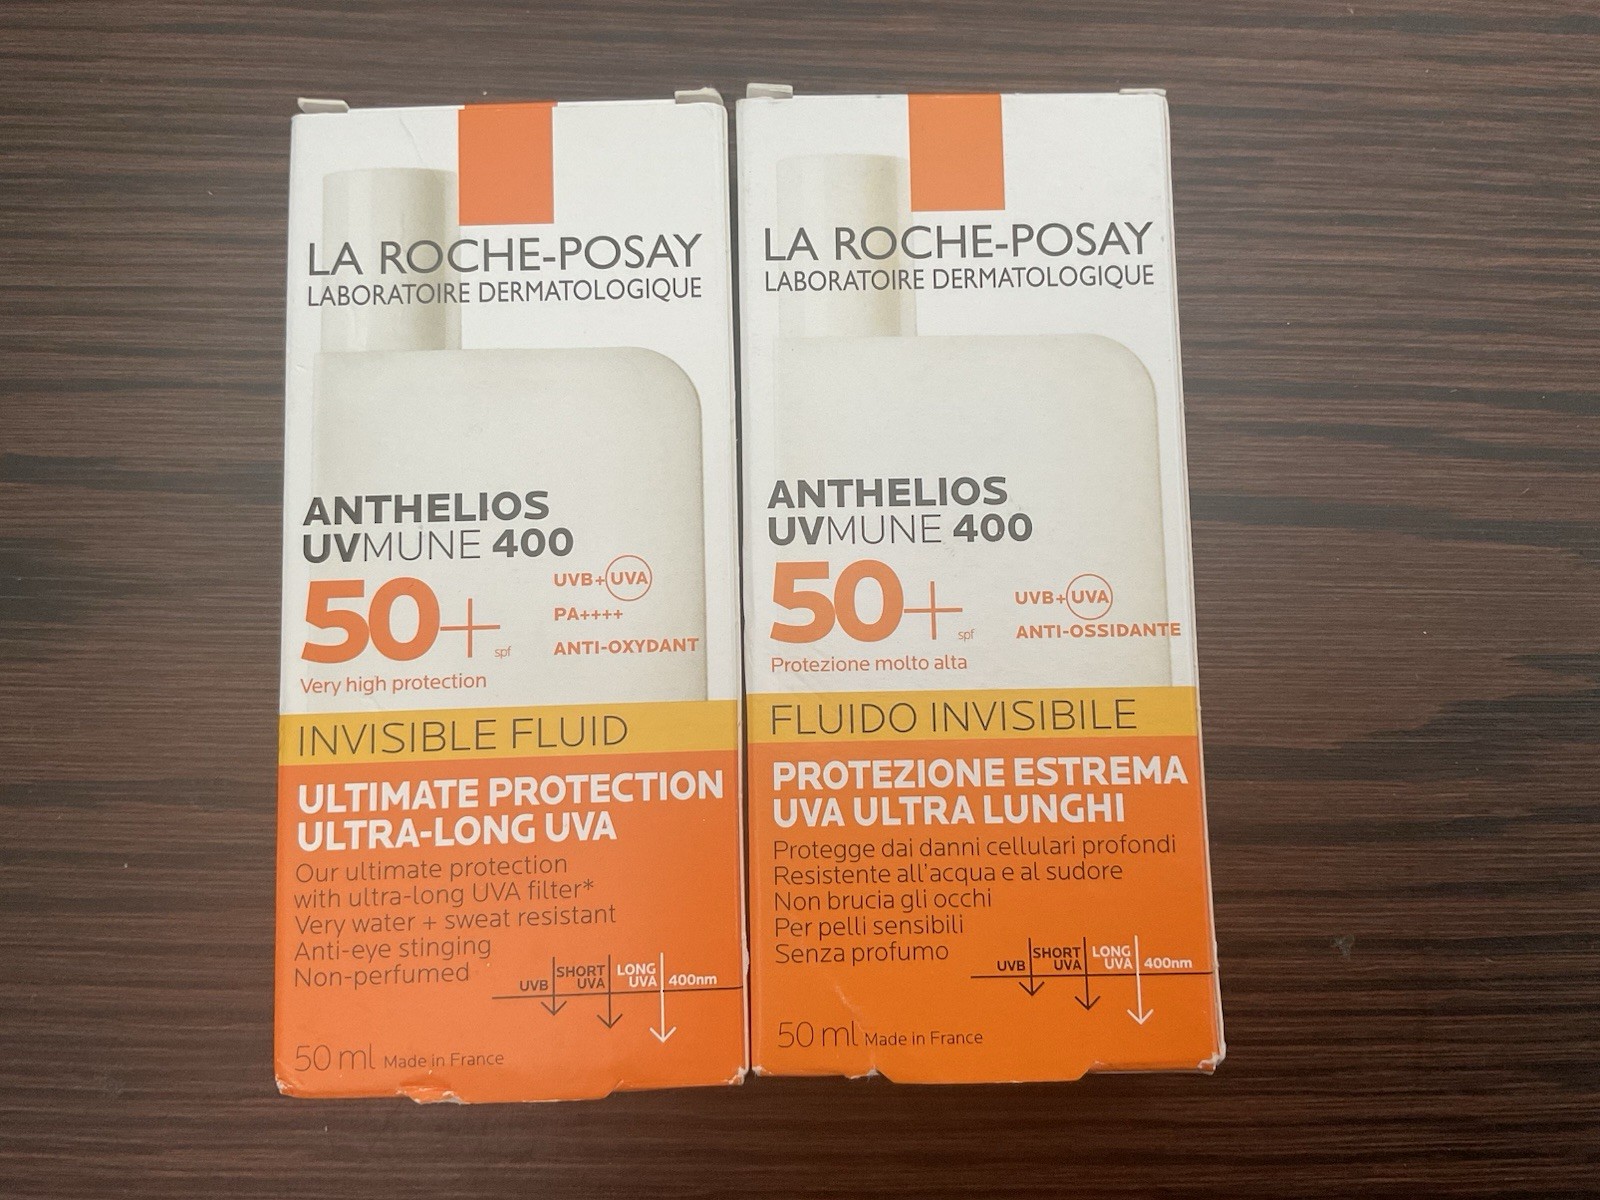 LA ROCHE-POSAY
LABORATOIRE DERMATOLOGIQUE
ANTHELIOS
UVMUNE 400
50+
spf
UVB+UVA
PA++++
ANTI-OXYDANT
Very high protection
INVISIBLE FLUID
ULTIMATE PROTECTION
ULTRA-LONG UVA
Our ultimate protection
with ultra-long UVA filter*
Very water + sweat resistant
Anti-eye stinging
Non-perfumed
UVB
SHORT
UVA
LONG
UVA
400nm
50 ml Made in France
LA ROCHE-POSAY
LABORATOIRE DERMATOLOGIQUE
ANTHELIOS
UVMUNE 400
50+
spf
UVB+UVA
ANTI-OSSIDANTE
Protezione molto alta
FLUIDO INVISIBILE
PROTEZIONE ESTREMA
UVA ULTRA LUNGHI
Protegge dai danni cellulari profondi
Resistente all'acqua e al sudore
Non brucia gli occhi
Per pelli sensibili
Senza profumo
UVB
SHORT
UVA
LONG
UVA
400nm
50 ml Made in France